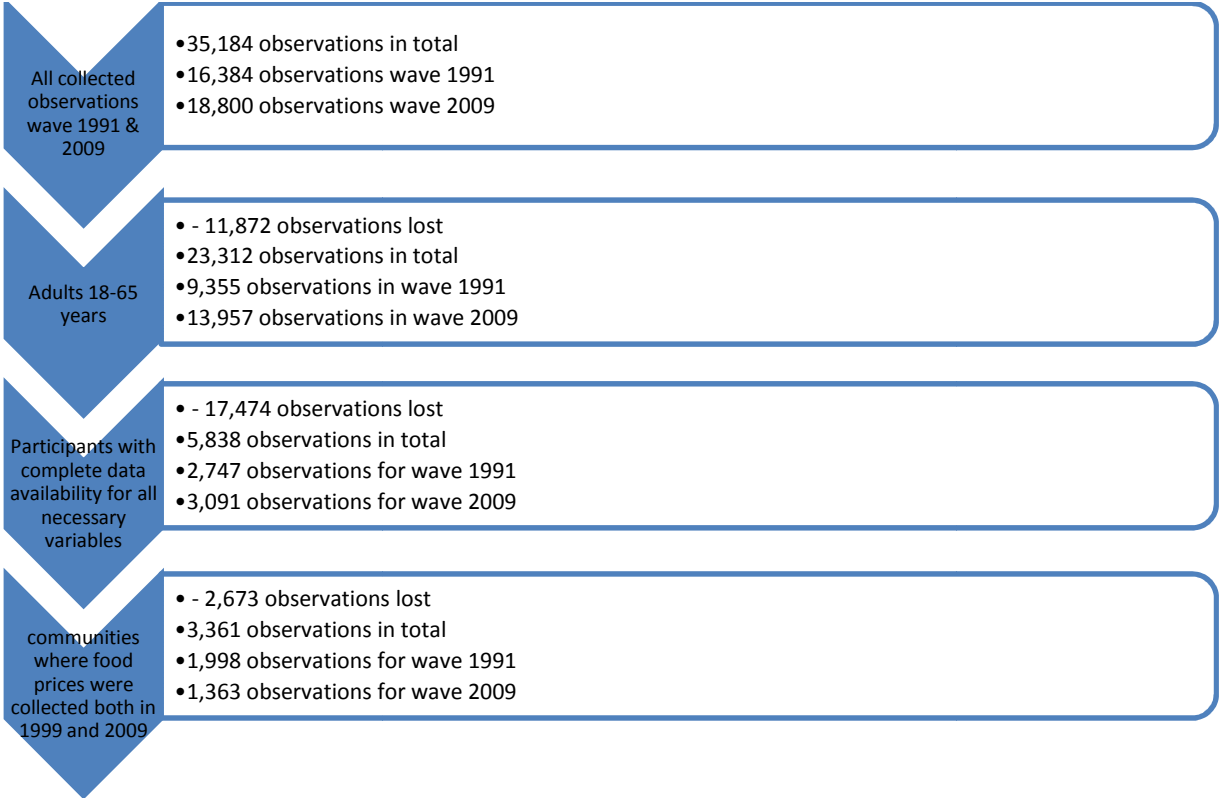 All collected
observations
wave 1991 &
2009
•35,184 observations in total
•16,384 observations wave 1991
•18,800 observations wave 2009
Adults 18-65
years
• - 11,872 observations lost
•23,312 observations in total
•9,355 observations in wave 1991
•13,957 observations in wave 2009
Participants with
complete data
availability for all
necessary
variables
• - 17,474 observations lost
•5,838 observations in total
•2,747 observations for wave 1991
•3,091 observations for wave 2009
communities
where food
prices were
collected both in
1999 and 2009
• - 2,673 observations lost
•3,361 observations in total
•1,998 observations for wave 1991
•1,363 observations for wave 2009